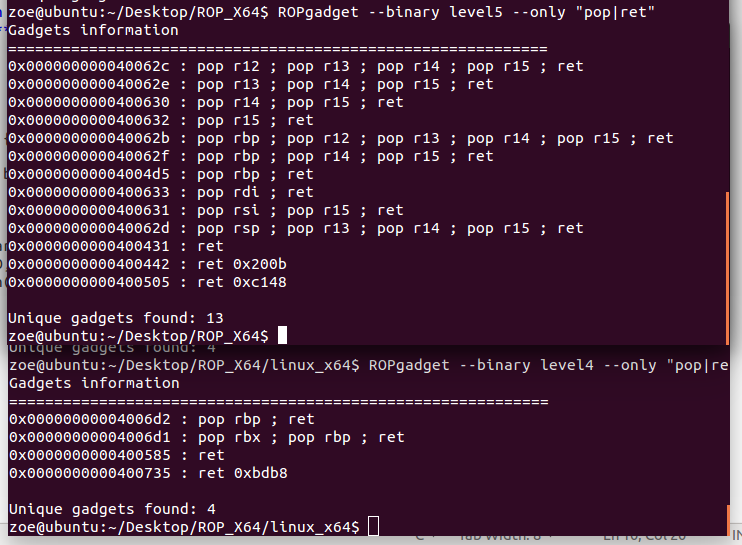 zoe@ubuntu:~/Desktop/ROP_X64$ ROPgadget --binary level5 --only "pop|ret"
Gadgets information
============================================================
0x000000000040062c : pop r12 ; pop r13 ; pop r14 ; pop r15 ; ret
0x000000000040062e : pop r13 ; pop r14 ; pop r15 ; ret
0x0000000000400630 : pop r14 ; pop r15 ; ret
0x0000000000400632 : pop r15 ; ret
0x000000000040062b : pop rbp ; pop r12 ; pop r13 ; pop r14 ; pop r15 ; ret
0x000000000040062f : pop rbp ; pop r14 ; pop r15 ; ret
0x00000000004004d5 : pop rbp ; ret
0x0000000000400633 : pop rdi ; ret
0x0000000000400631 : pop rsi ; pop r15 ; ret
0x000000000040062d : pop rsp ; pop r13 ; pop r14 ; pop r15 ; ret
0x0000000000400431 : ret
0x0000000000400442 : ret 0x200b
0x0000000000400505 : ret 0xc148
Unique gadgets found: 13
zoe@ubuntu:~/Desktop/ROP_X64$
Unique gadgets found: 4
zoe@ubuntu:~/Desktop/ROP_X64/linux_x64$ ROPgadget --binary level4 --only "pop|re
Gadgets information
============================================================
0x00000000004006d2 : pop rbp ; ret
0x00000000004006d1 : pop rbx ; pop rbp ; ret
0x0000000000400585 : ret
0x0000000000400735 : ret 0xbdb8
Unique gadgets found: 4
zoe@ubuntu:~/Desktop/ROP_X64/linux_x64$